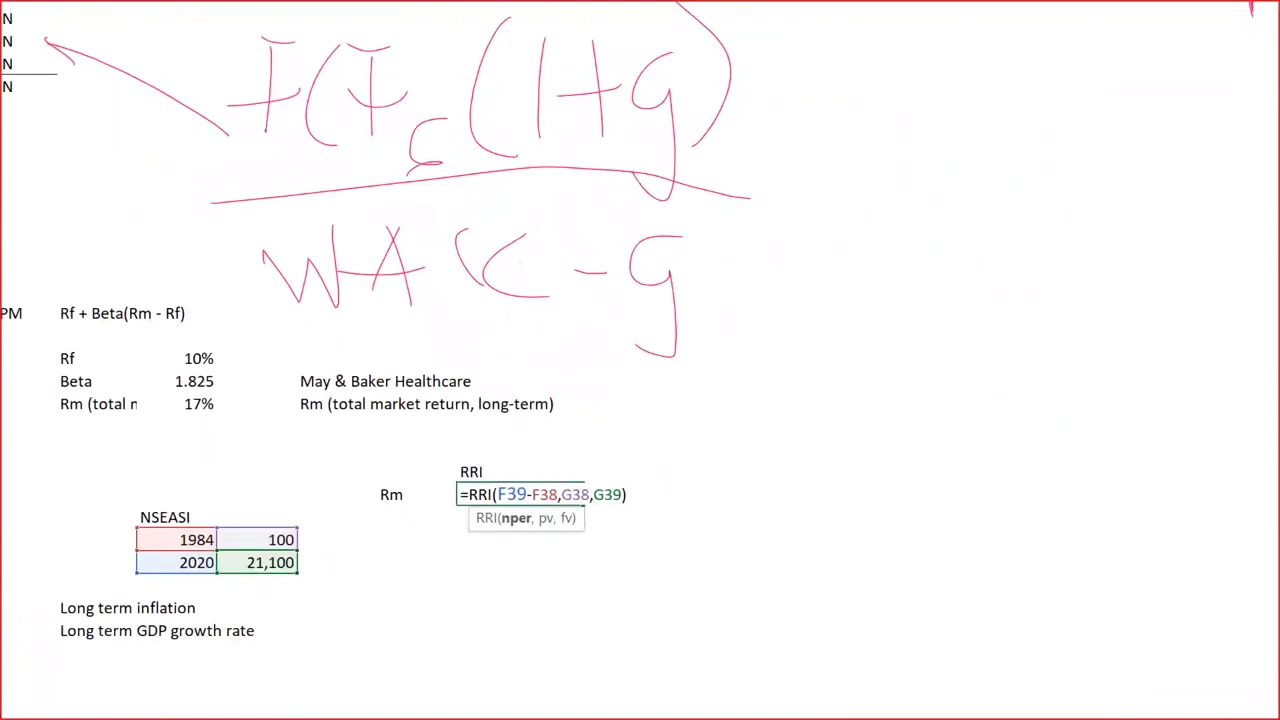 N
N
N
N
FCF5(1+g)
WACC - g
PM Rf + Beta(Rm - Rf)
Rf 10%
Beta 1.825 May & Baker Healthcare
Rm (total n 17% Rm (total market return, long-term)
RRI
Rm =RRI(F39-F38,G38,G39)
NSEASI RRI(nper, pv, fv)
1984 100
2020 21,100
Long term inflation
Long term GDP growth rate